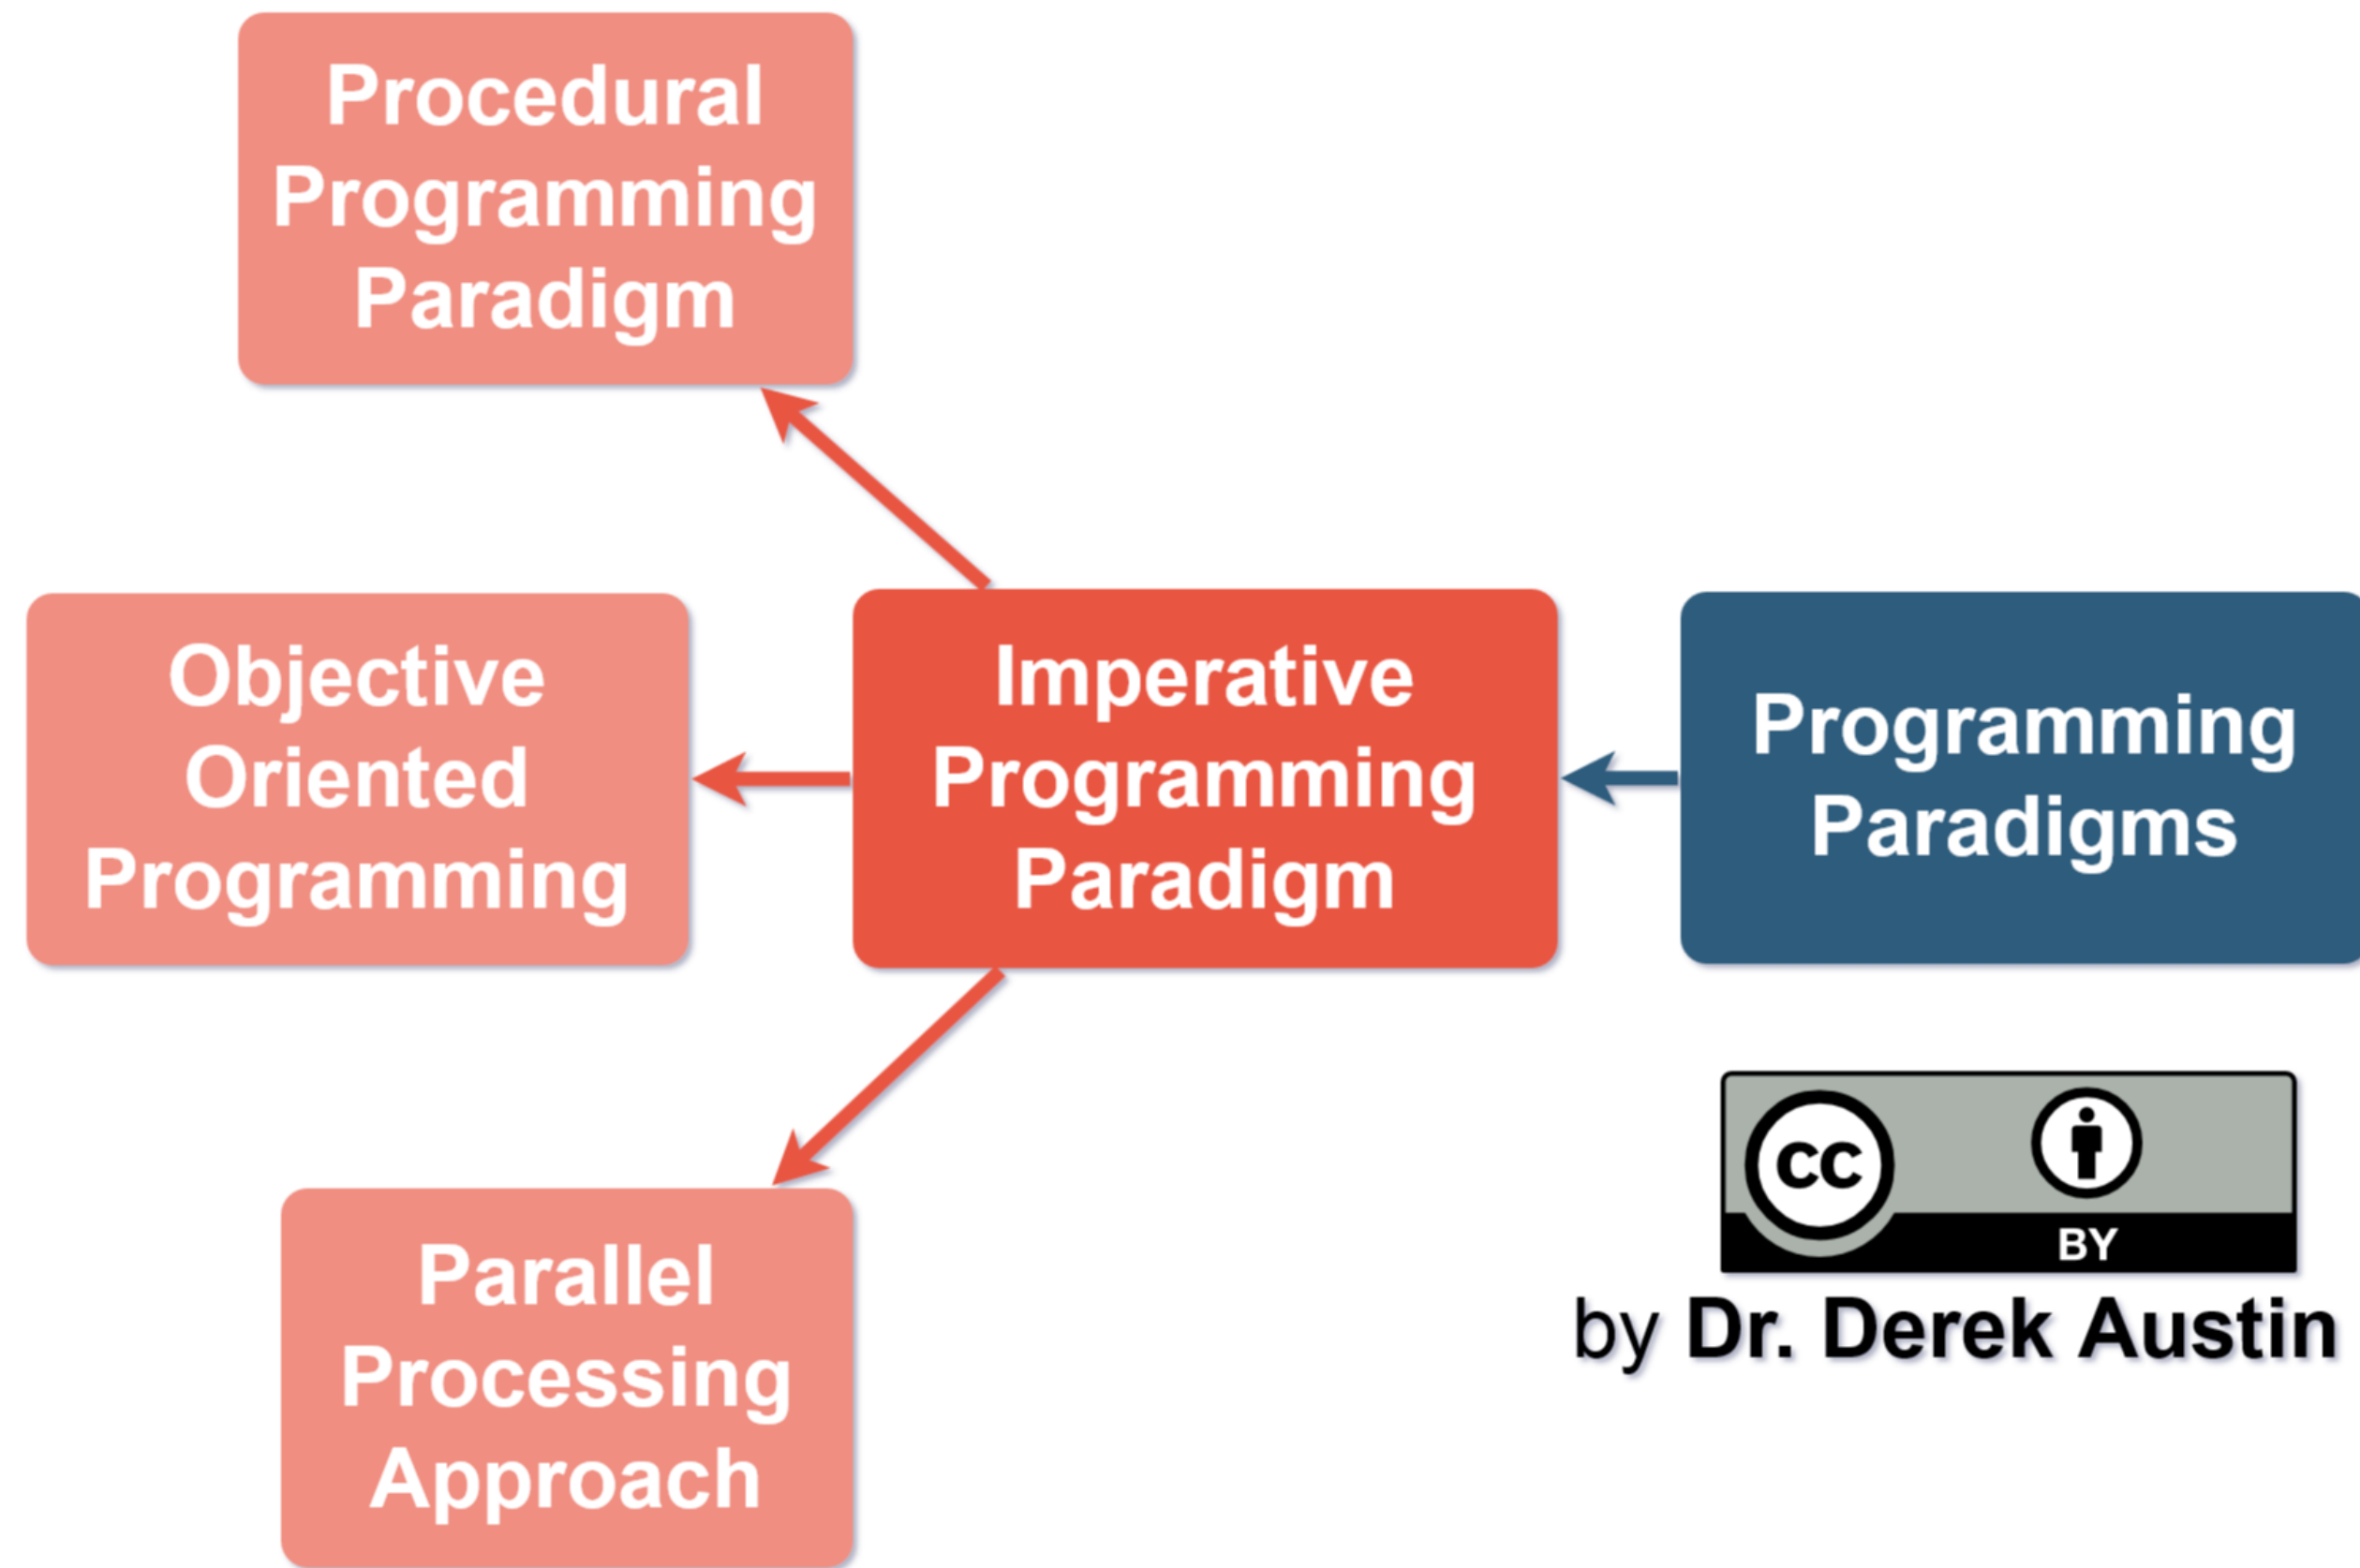 Procedural
Programming
Paradigm
Objective
Oriented
Programming
Imperative
Programming
Paradigm
Programming
Paradigms
Parallel
Processing
Approach
cc
BY
by Dr. Derek Austin